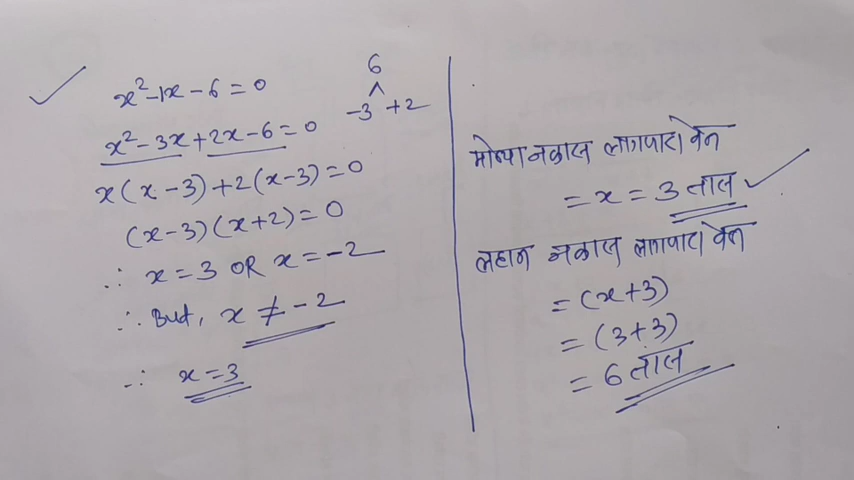 x² - 1x - 6 = 0
6
-3 +2
x² - 3x + 2x - 6 = 0
x(x - 3) + 2(x - 3) = 0
(x - 3)(x + 2) = 0
∴ x = 3 OR x = -2
∴ But, x ≠ -2
∴ x = 3
मोठ्या नळास लागणारा वेळ
= x = 3 तास
लहान नळास लागणारा वेळ
= (x + 3)
= (3 + 3)
= 6 तास